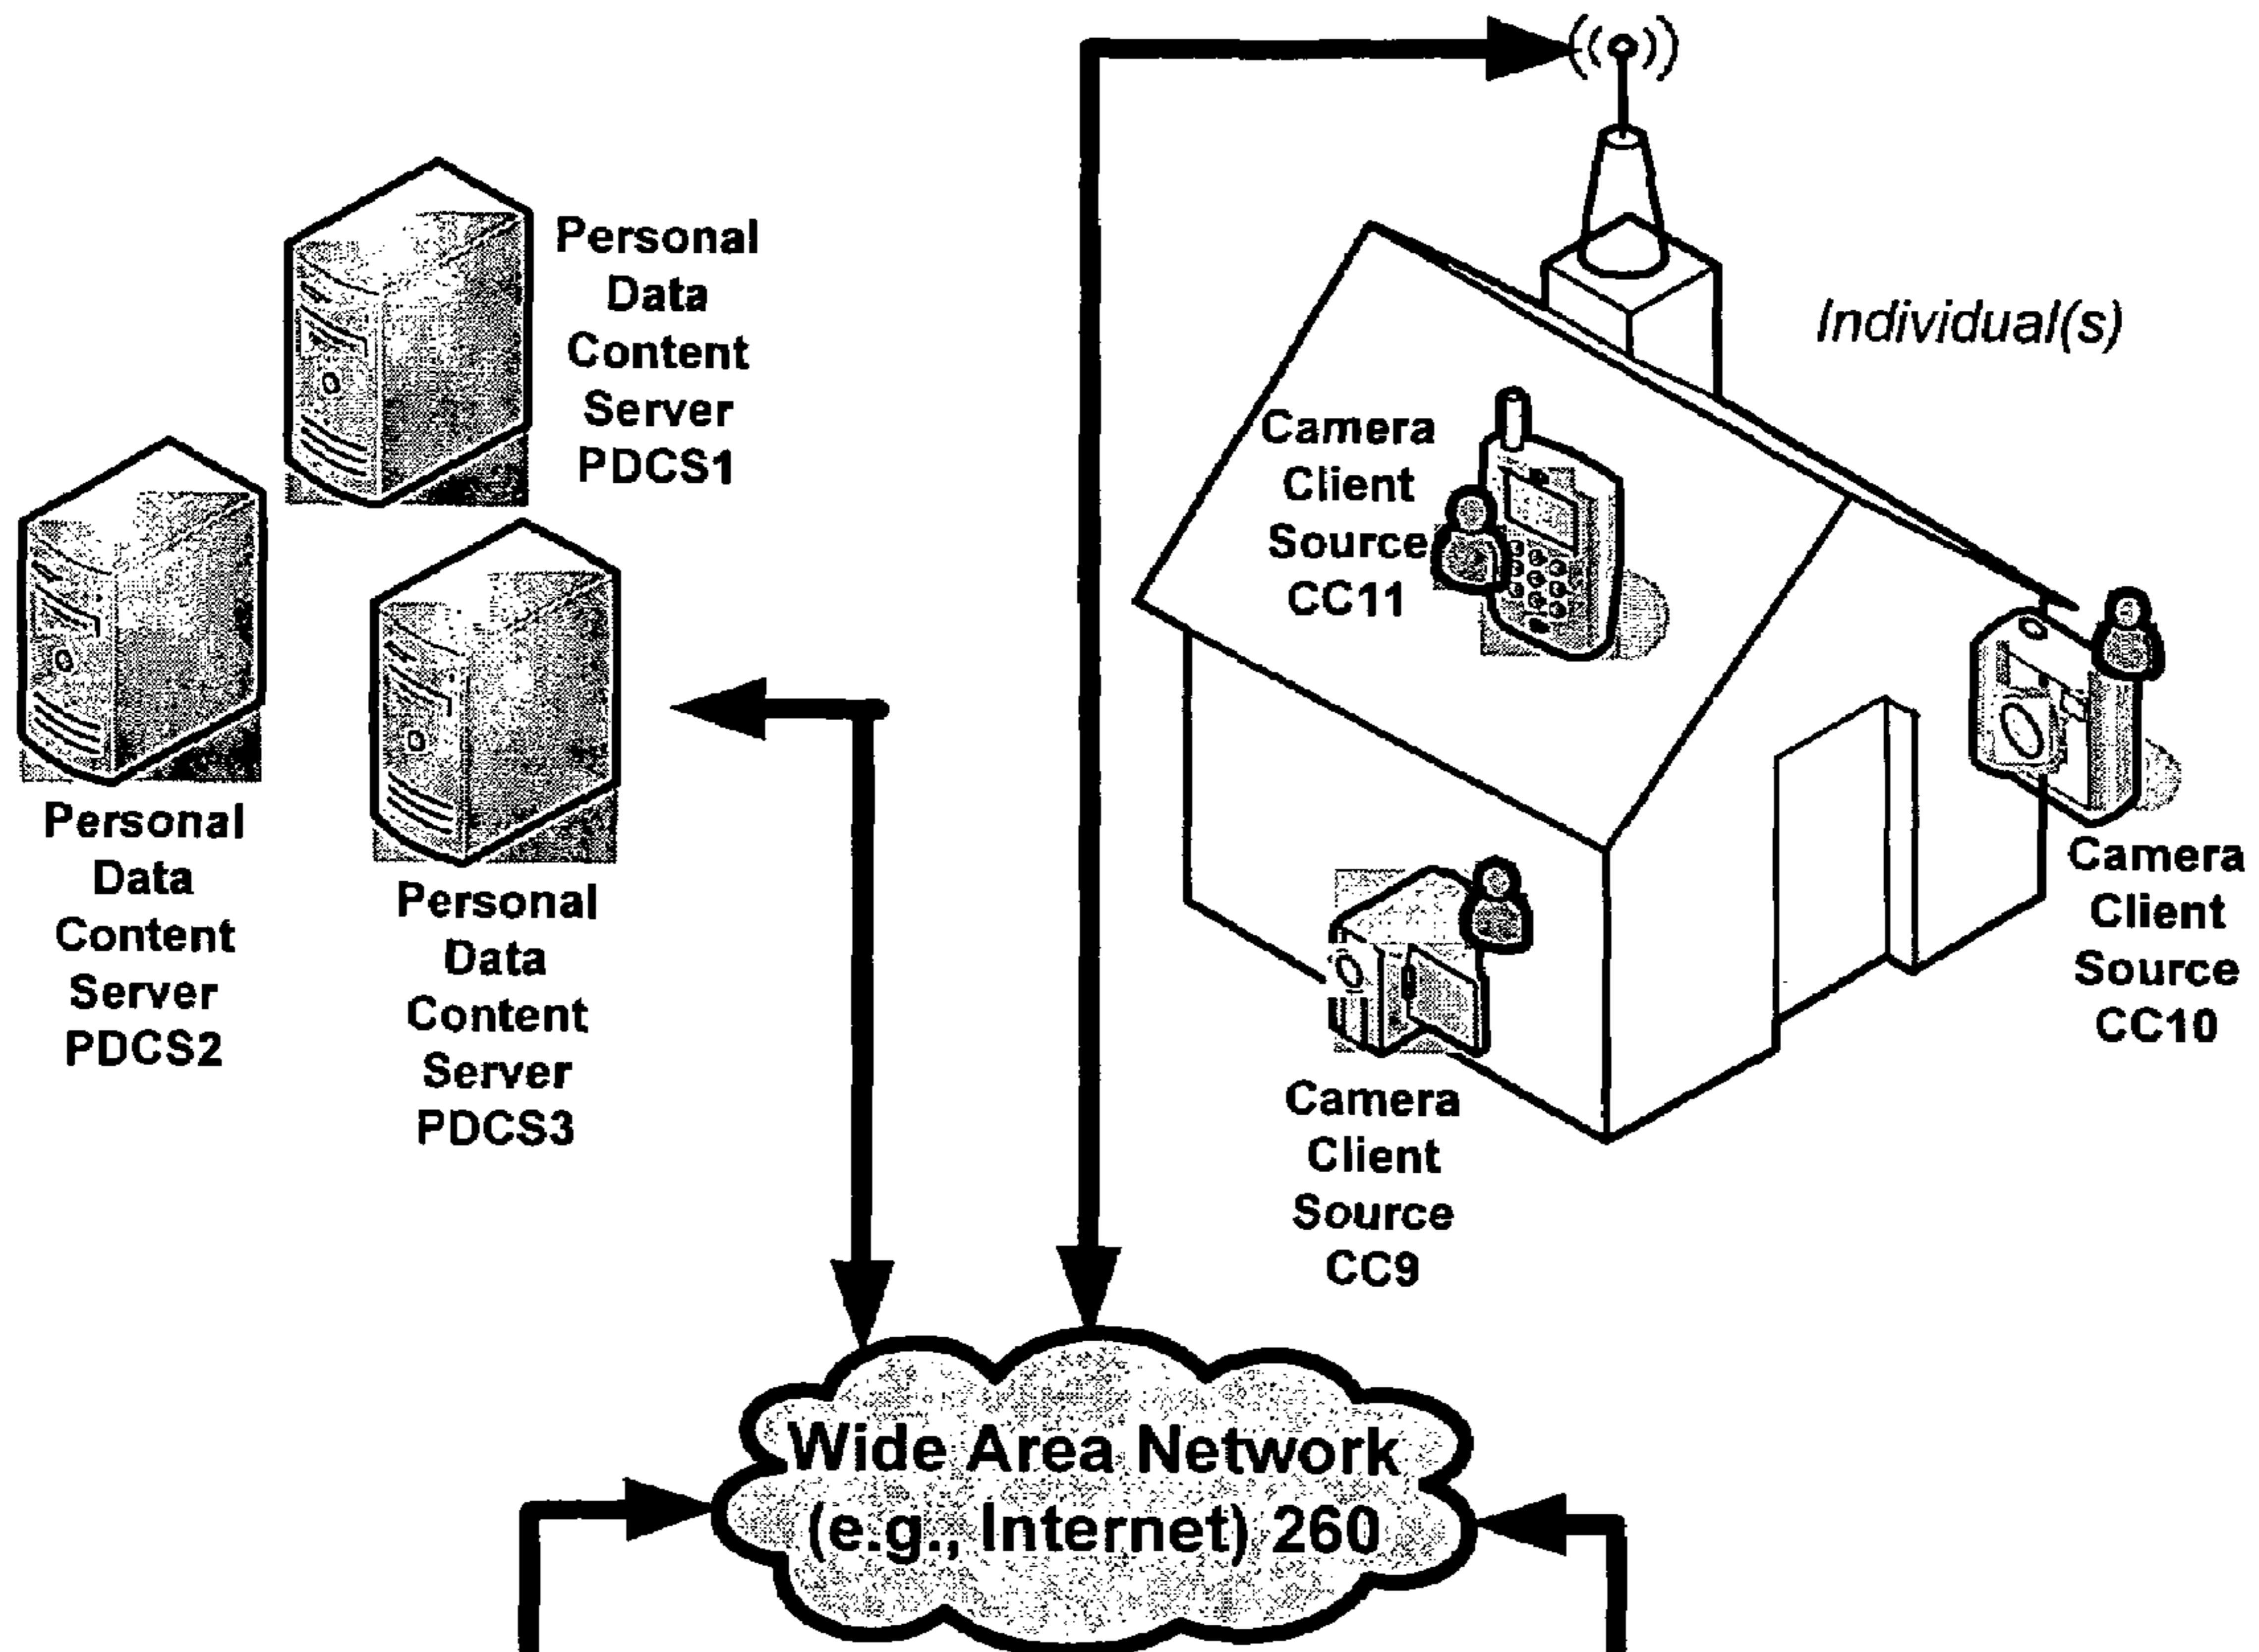 Personal
Data
Content
Server
PDCS1
Individual(s)
Camera
Client
Source
CC11
Personal
Data
Content
Server
PDCS2
Personal
Data
Content
Server
PDCS3
Camera
Client
Source
CC10
Camera
Client
Source
CC9
Wide Area Network
(e.g., Internet) 260